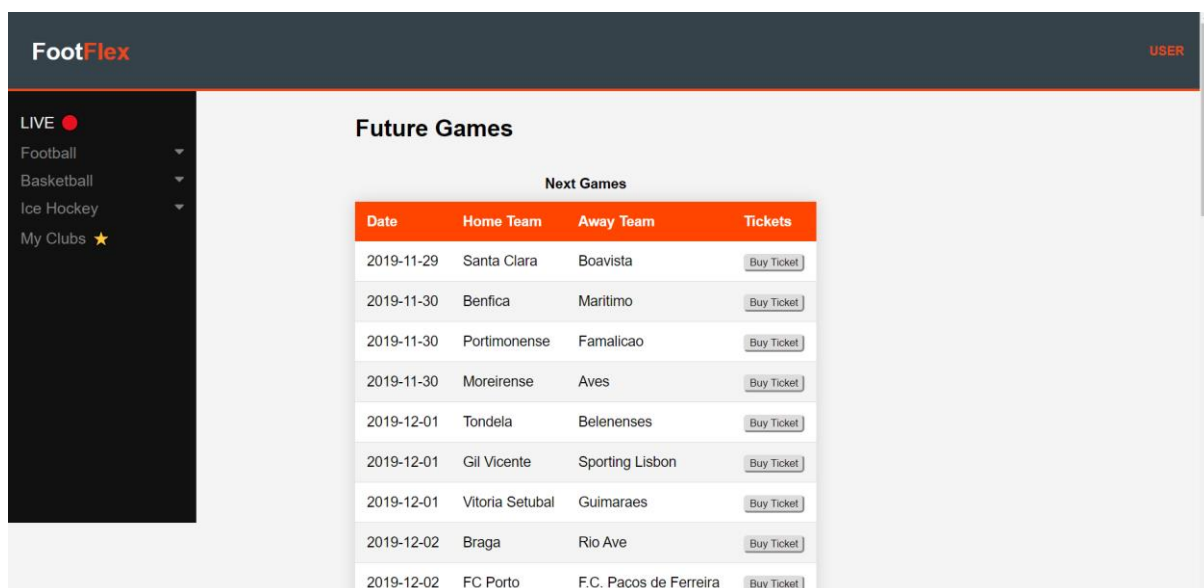 FootFlex
USER
LIVE
Football
Basketball
Ice Hockey
My Clubs
Future Games
Next Games
Date Home Team Away Team Tickets
2019-11-29 Santa Clara Boavista Buy Ticket
2019-11-30 Benfica Maritimo Buy Ticket
2019-11-30 Portimonense Famalicao Buy Ticket
2019-11-30 Moreirense Aves Buy Ticket
2019-12-01 Tondela Belenenses Buy Ticket
2019-12-01 Gil Vicente Sporting Lisbon Buy Ticket
2019-12-01 Vitoria Setubal Guimaraes Buy Ticket
2019-12-02 Braga Rio Ave Buy Ticket
2019-12-02 FC Porto F.C. Pacos de Ferreira Buy Ticket